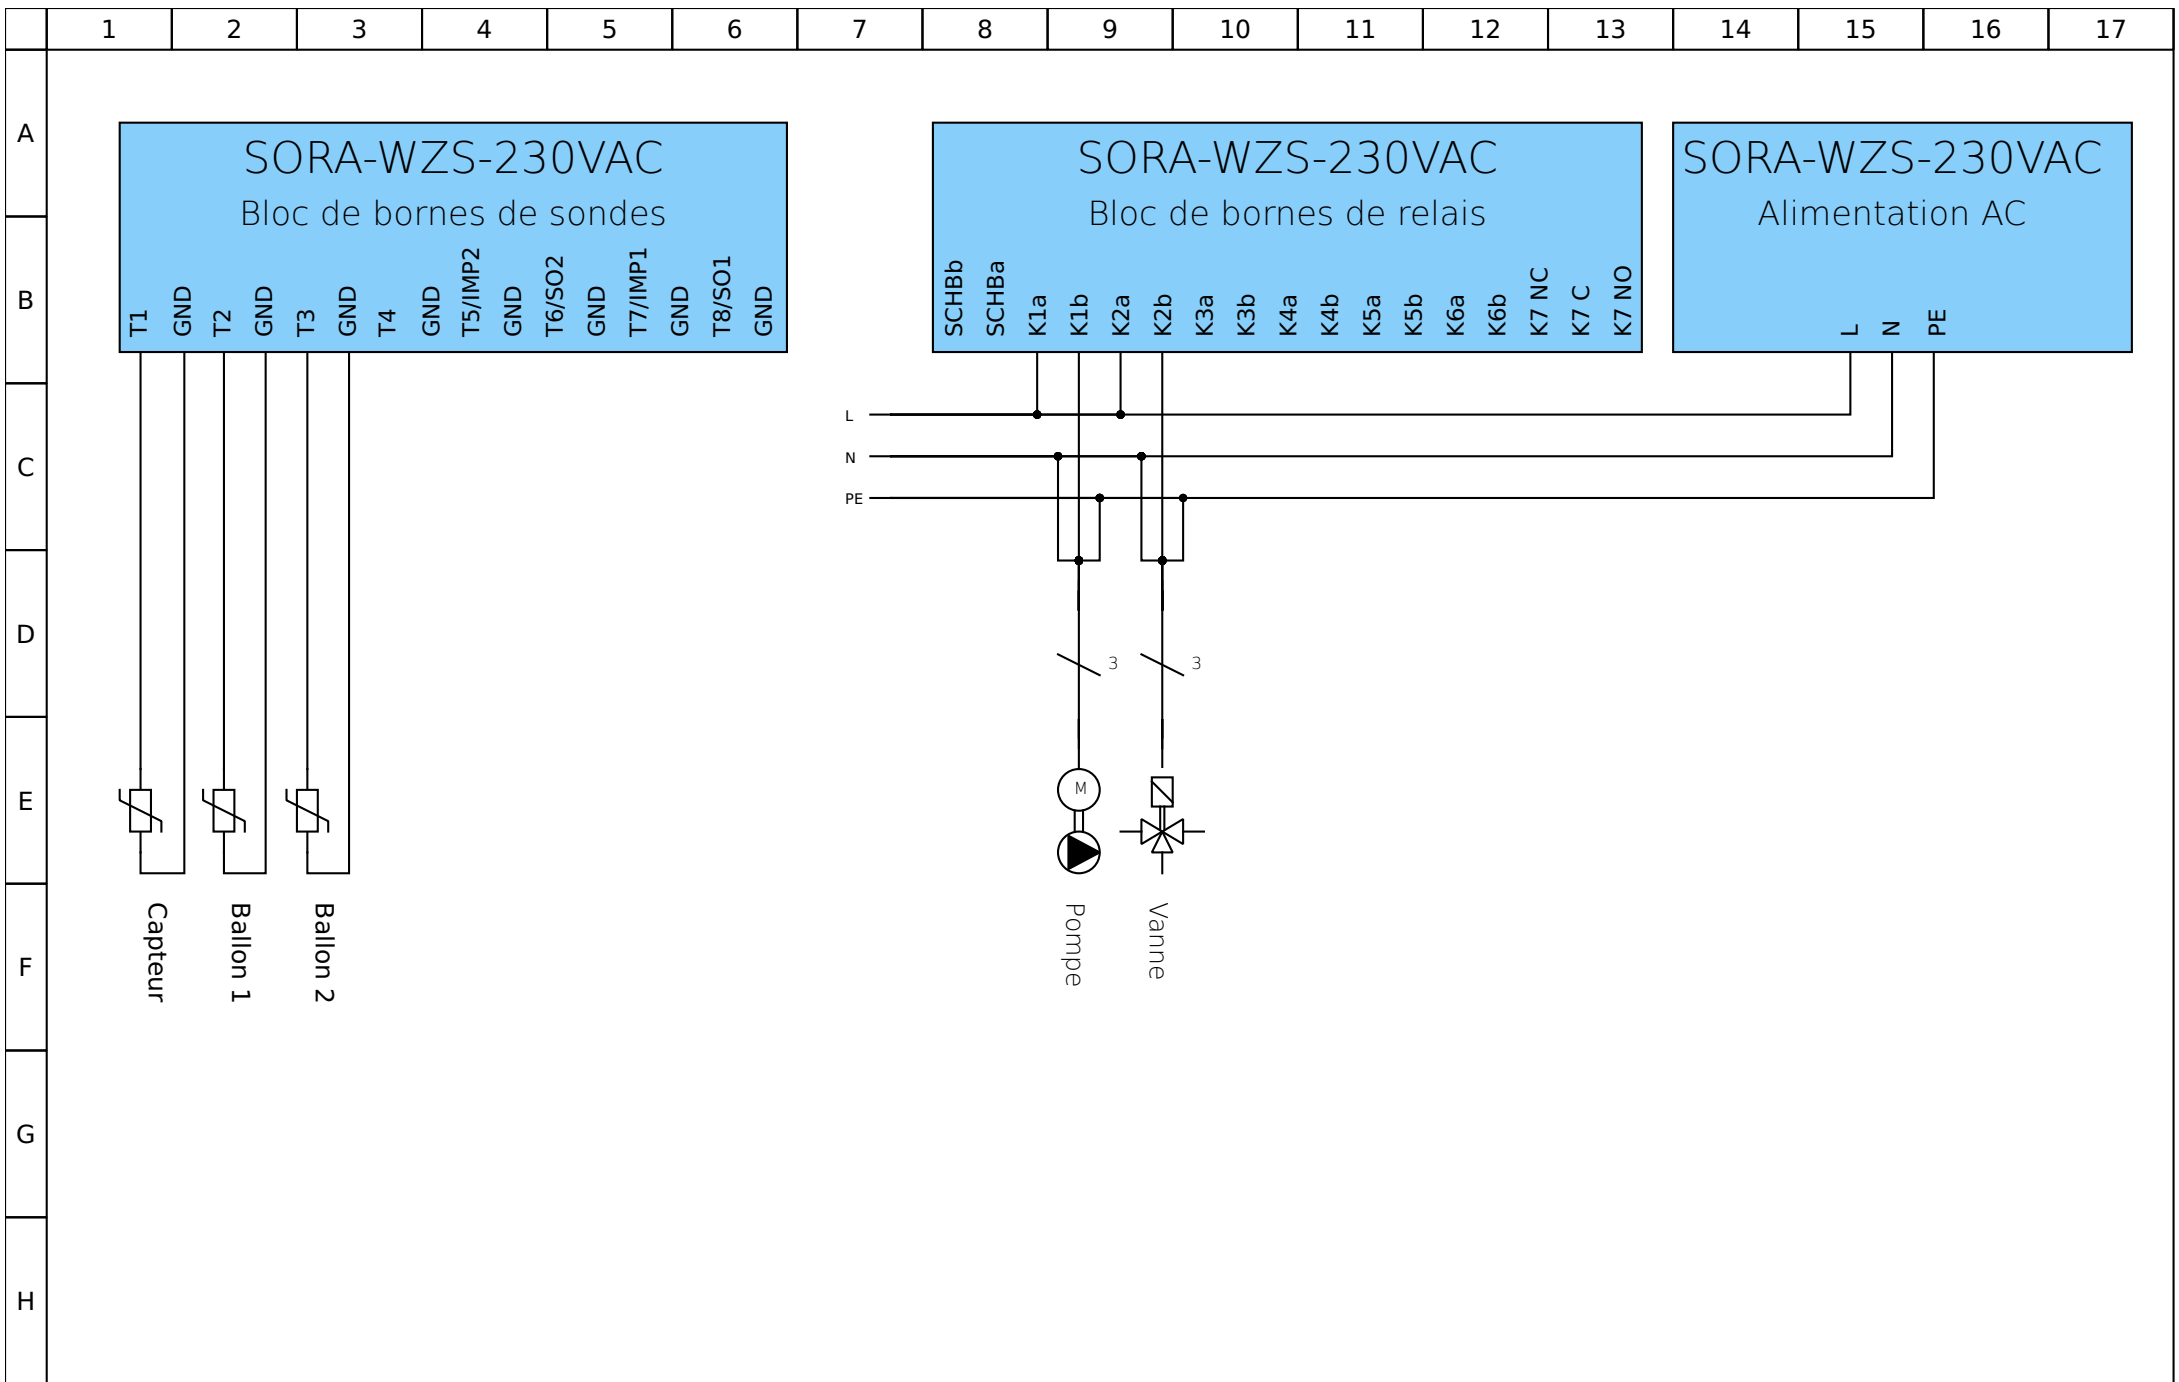 1 2 3 4 5 6 7 8 9 10 11 12 13 14 15 16 17
A
SORA-WZS-230VAC
Bloc de bornes de sondes
T1 GND T2 GND T3 GND T4 GND T5/IMP2 GND T6/SO2 GND T7/IMP1 GND T8/SO1 GND
SORA-WZS-230VAC
Bloc de bornes de relais
SCHBb SCHBa K1a K1b K2a K2b K3a K3b K4a K4b K5a K5b K6a K6b K7 NC K7 C K7 NO
SORA-WZS-230VAC
Alimentation AC
L N PE
B
L
C
N
PE
D
3 3
E
M
F
Capteur
Ballon 1
Ballon 2
Pompe
Vanne
G
H